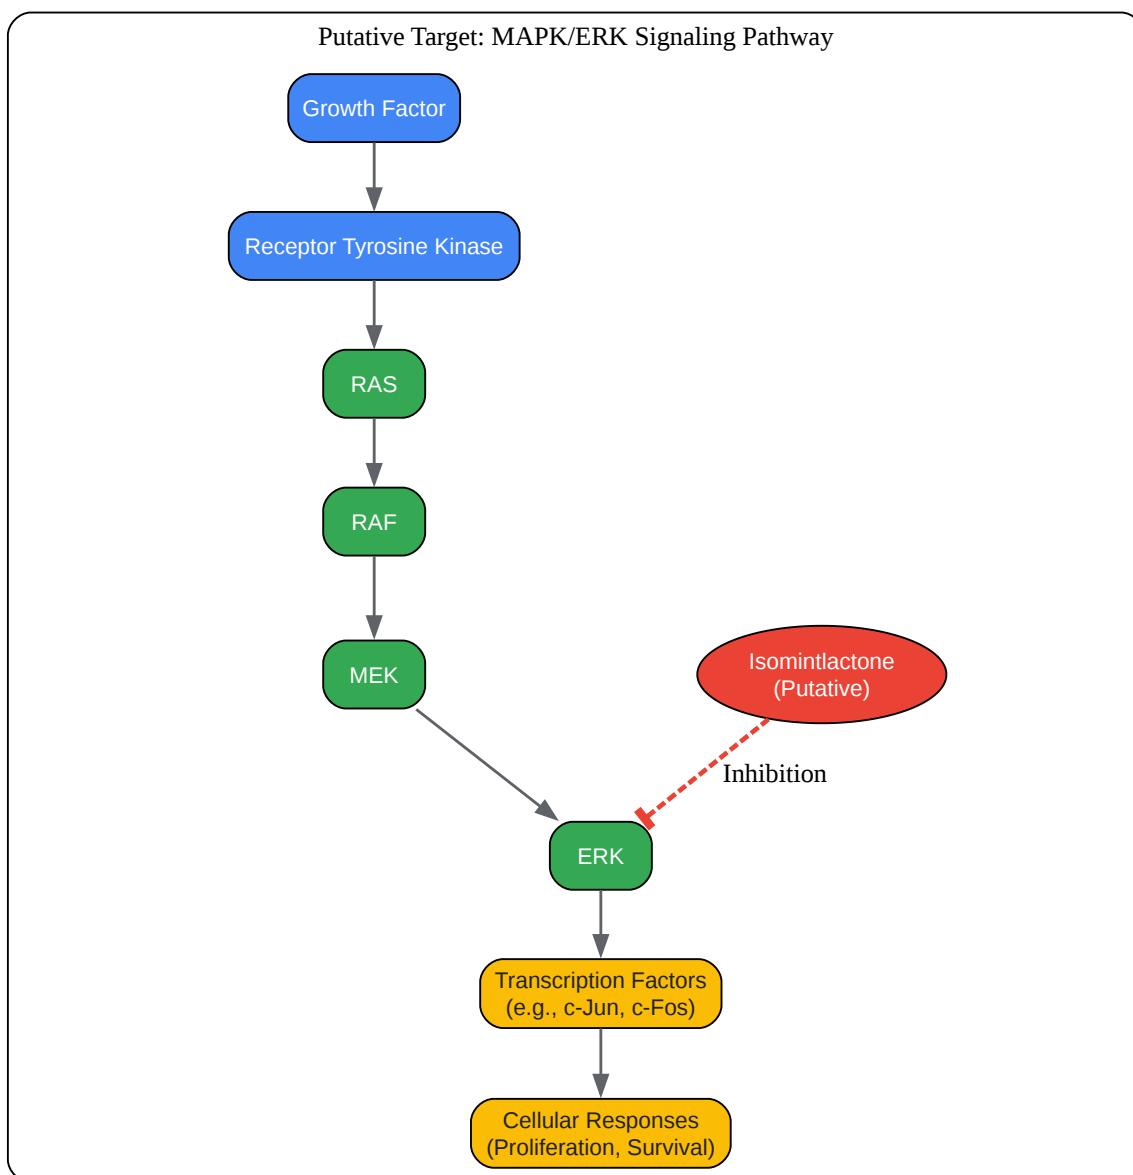 Putative Target: MAPK/ERK Signaling Pathway
Growth Factor
Receptor Tyrosine Kinase
RAS
RAF
MEK
Isomintlactone
(Putative)
Inhibition
ERK
Transcription Factors
(e.g., c-Jun, c-Fos)
Cellular Responses
(Proliferation, Survival)